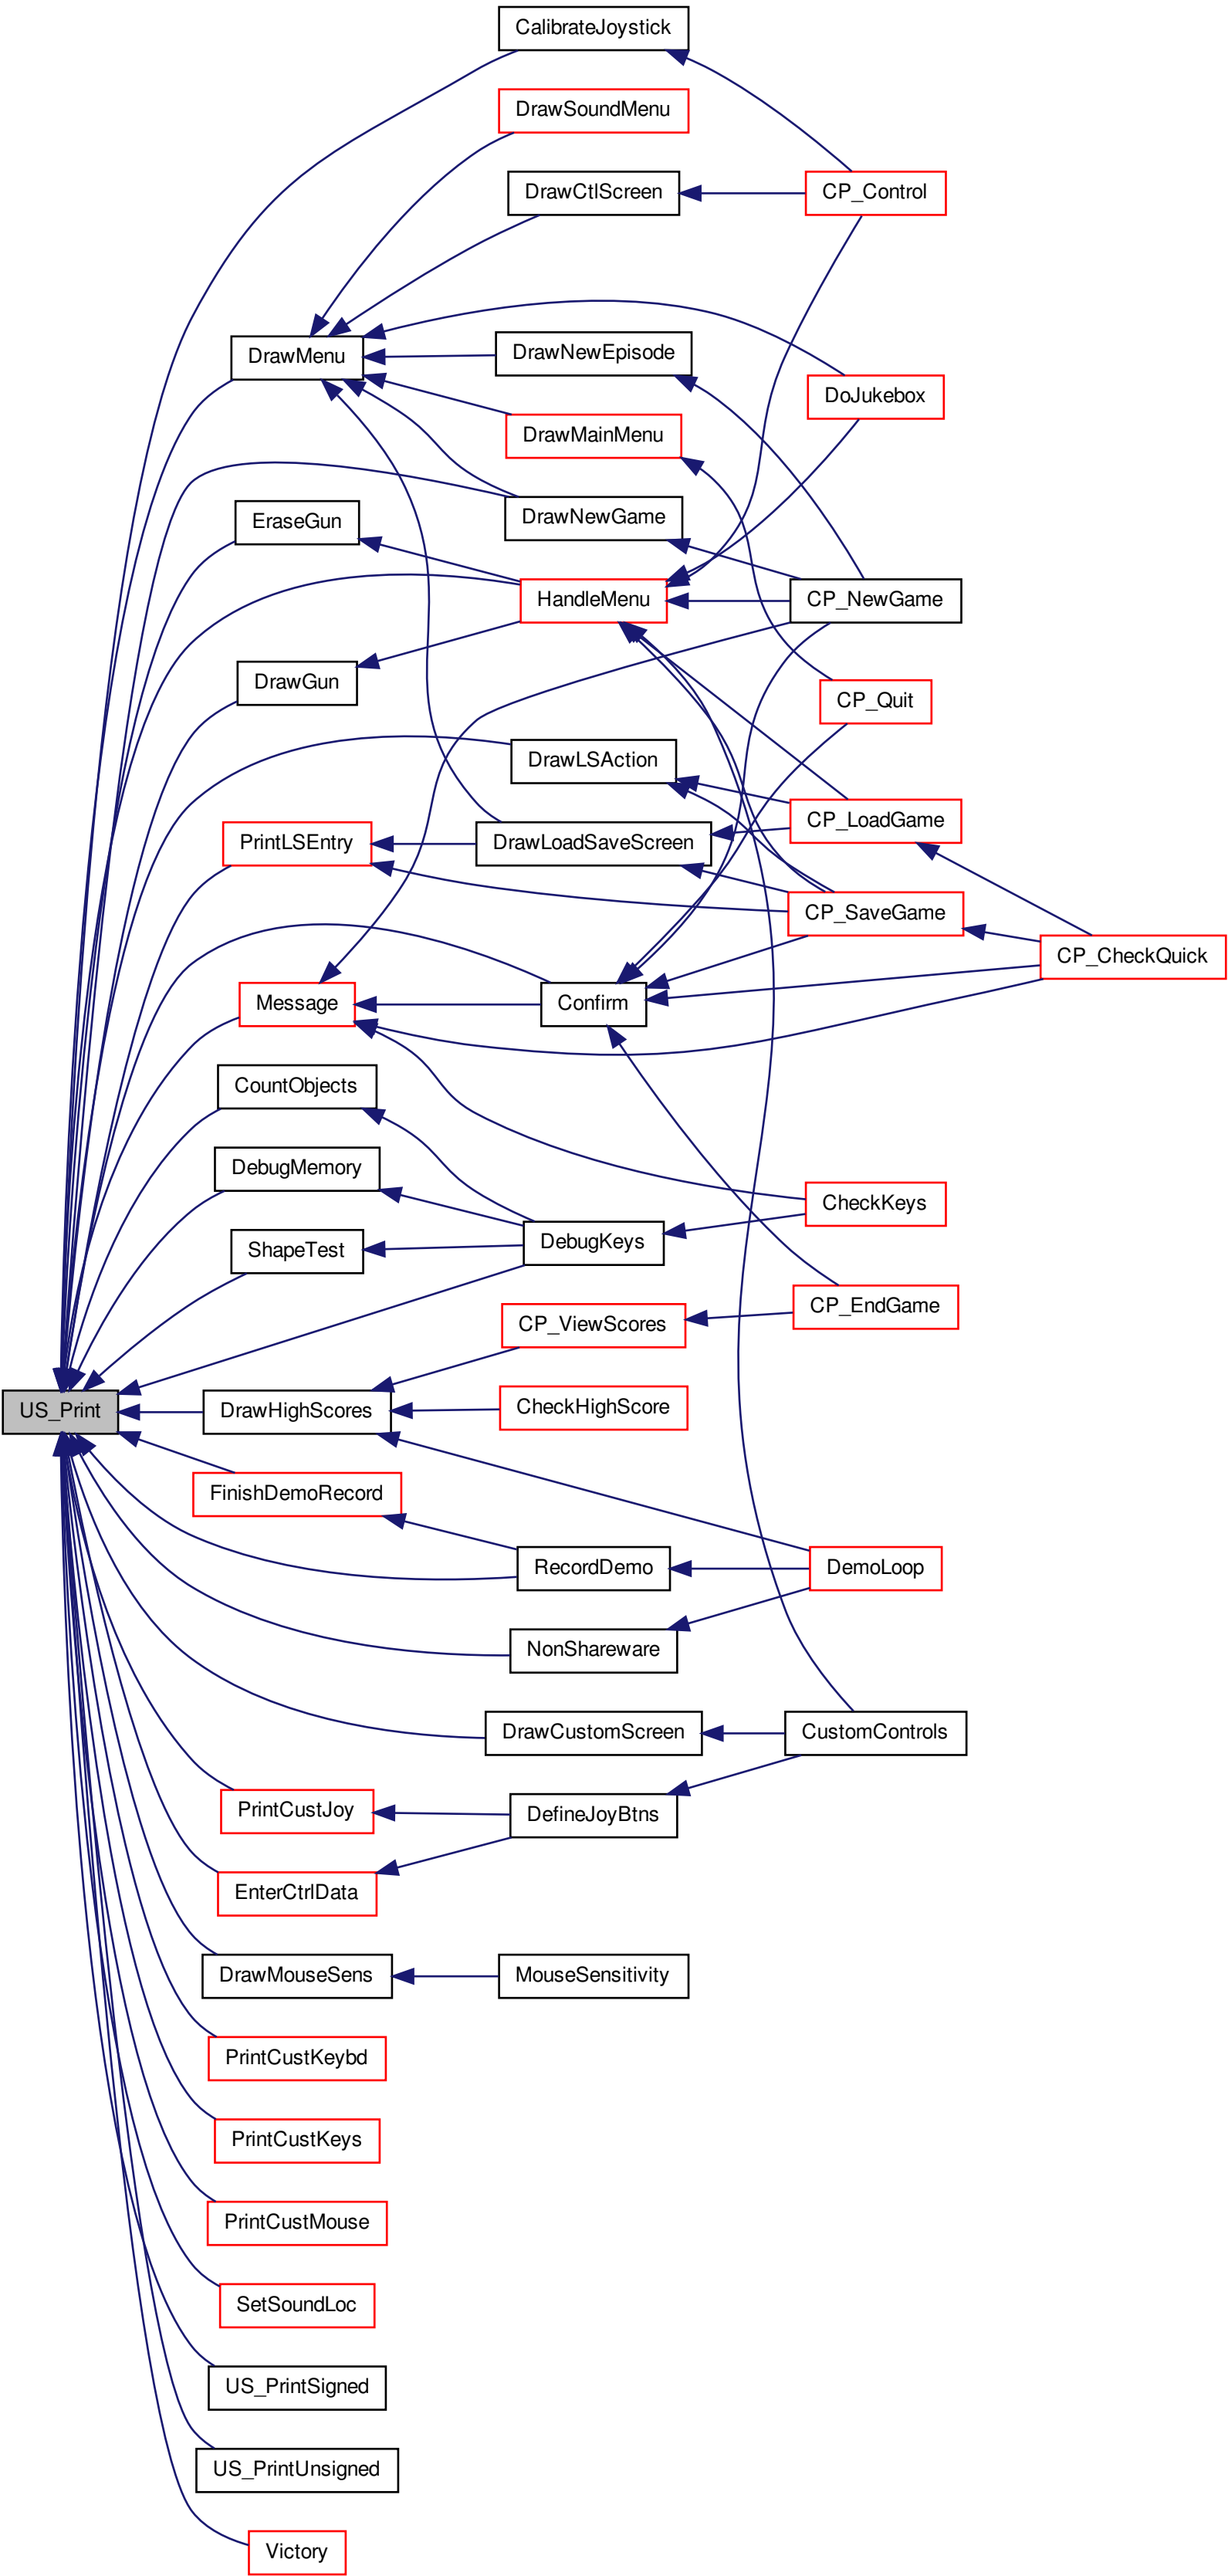 CalibrateJoystick
DrawSoundMenu
DrawCtlScreen
CP_Control
DrawMenu
DrawNewEpisode
DoJukebox
DrawMainMenu
DrawNewGame
EraseGun
HandleMenu
CP_NewGame
DrawGun
CP_Quit
DrawLSAction
CP_LoadGame
PrintLSEntry
DrawLoadSaveScreen
CP_SaveGame
CP_CheckQuick
Message
Confirm
CountObjects
DebugMemory
CheckKeys
ShapeTest
DebugKeys
CP_EndGame
CP_ViewScores
US_Print
DrawHighScores
CheckHighScore
FinishDemoRecord
RecordDemo
DemoLoop
NonShareware
DrawCustomScreen
CustomControls
PrintCustJoy
DefineJoyBtns
EnterCtrlData
DrawMouseSens
MouseSensitivity
PrintCustKeybd
PrintCustKeys
PrintCustMouse
SetSoundLoc
US_PrintSigned
US_PrintUnsigned
Victory